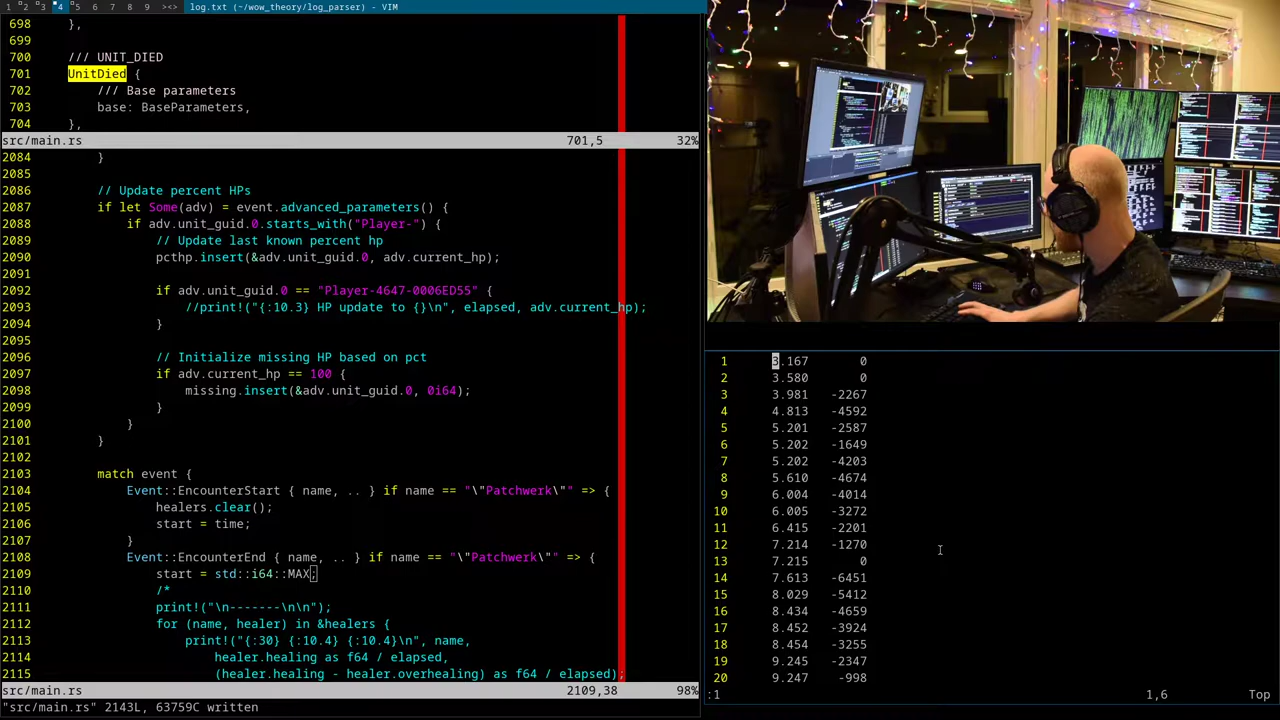 1 2 3 4 5 6 7 8 9 ><> log.txt (~/wow_theory/log_parser) - VIM
698 },
699
700 /// UNIT_DIED
701 UnitDied {
702 /// Base parameters
703 base: BaseParameters,
704 },
src/main.rs 701,5 32%
2084 }
2085
2086 // Update percent HPs
2087 if let Some(adv) = event.advanced_parameters() {
2088 if adv.unit_guid.0.starts_with("Player-") {
2089 // Update last known percent hp
2090 pcthp.insert(&adv.unit_guid.0, adv.current_hp);
2091
2092 if adv.unit_guid.0 == "Player-4647-0006ED55" {
2093 //print!("{:10.3} HP update to {}\n", elapsed, adv.current_hp);
2094 }
2095
2096 // Initialize missing HP based on pct
2097 if adv.current_hp == 100 {
2098 missing.insert(&adv.unit_guid.0, 0i64);
2099 }
2100 }
2101 }
2102
2103 match event {
2104 Event::EncounterStart { name, .. } if name == "\"Patchwerk\"" => {
2105 healers.clear();
2106 start = time;
2107 }
2108 Event::EncounterEnd { name, .. } if name == "\"Patchwerk\"" => {
2109 start = std::i64::MAX;
2110 /*
2111 print!("\n-------\n\n");
2112 for (name, healer) in &healers {
2113 print!("{:30} {:10.4} {:10.4}\n", name,
2114 healer.healing as f64 / elapsed,
2115 (healer.healing - healer.overhealing) as f64 / elapsed);
src/main.rs 2109,38 98%
"src/main.rs" 2143L, 63759C written
1 3.167 0
2 3.580 0
3 3.981 -2267
4 4.813 -4592
5 5.201 -2587
6 5.202 -1649
7 5.202 -4203
8 5.610 -4674
9 6.004 -4014
10 6.005 -3272
11 6.415 -2201
12 7.214 -1270
13 7.215 0
14 7.613 -6451
15 8.029 -5412
16 8.434 -4659
17 8.452 -3924
18 8.454 -3255
19 9.245 -2347
20 9.247 -998
:1 1,6 Top